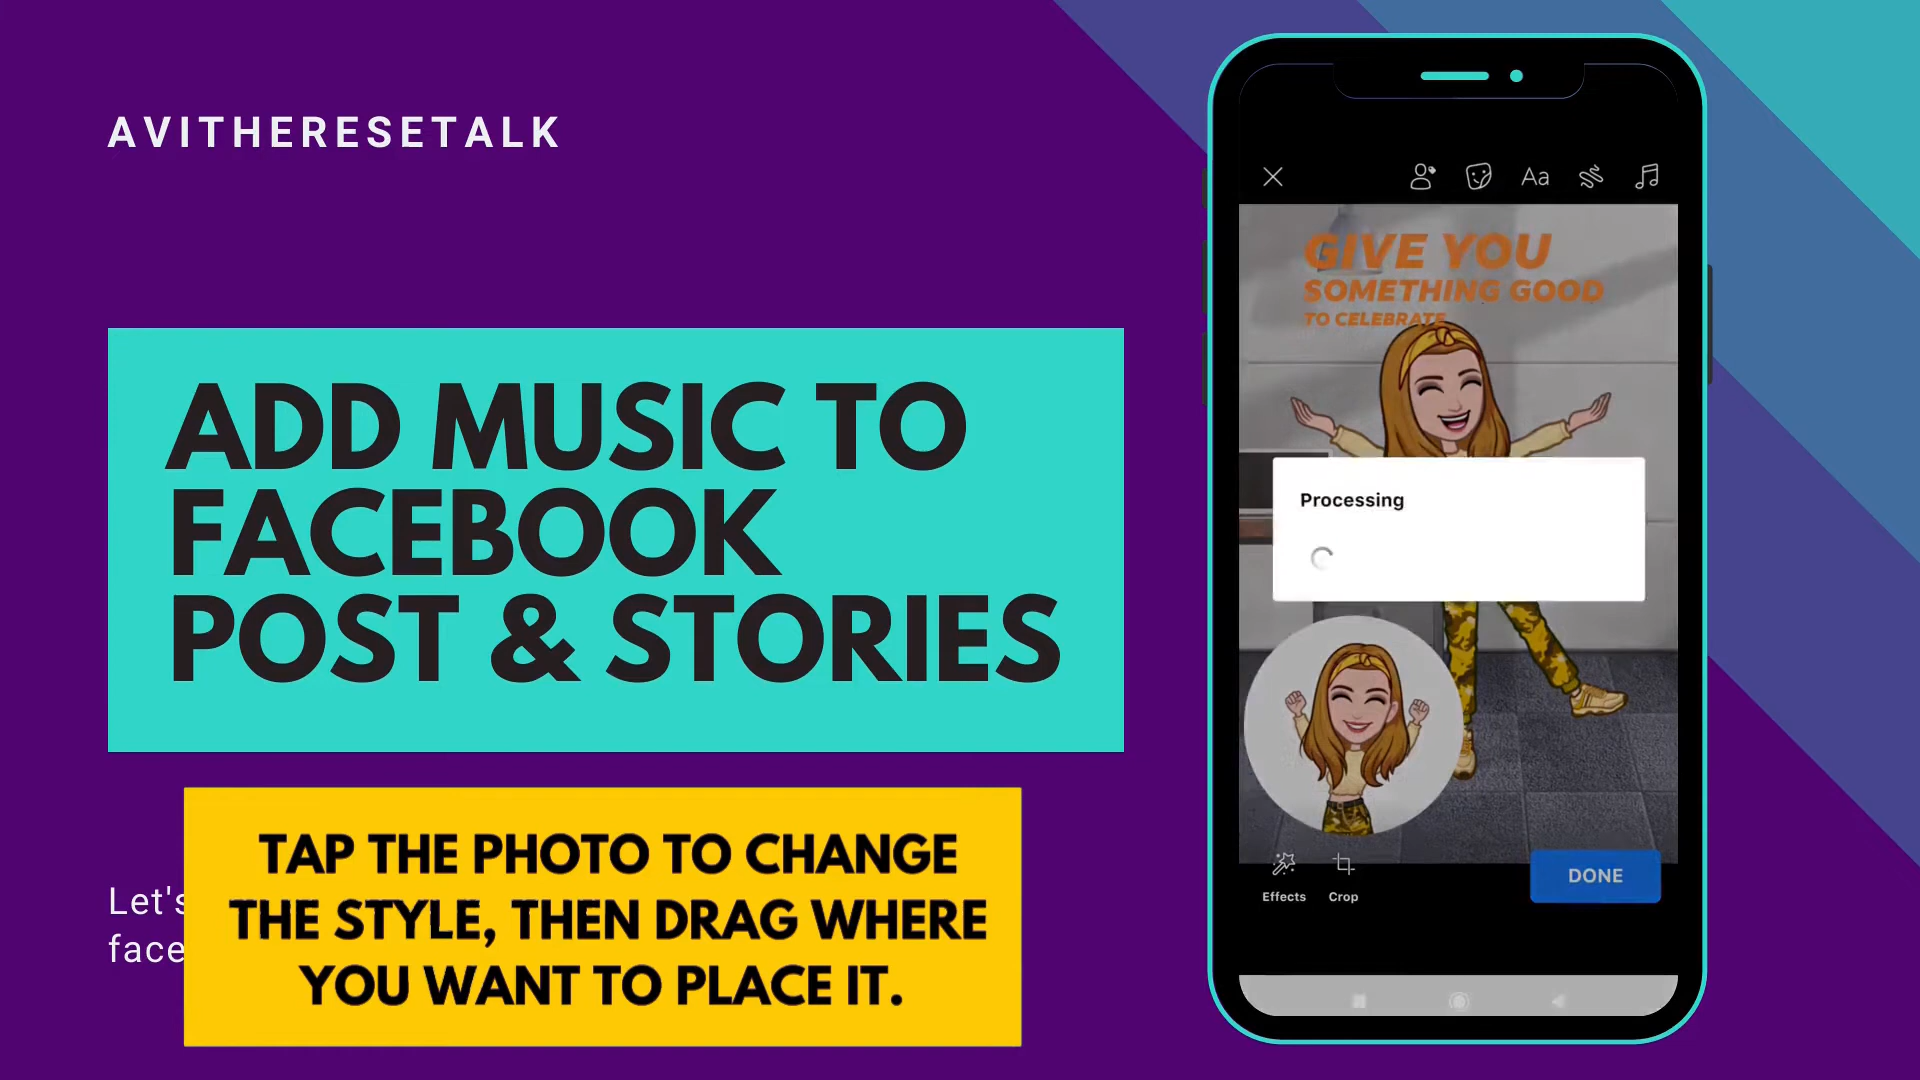 AVITHERESETALK
ADD MUSIC TO
FACEBOOK
POST & STORIES
TAP THE PHOTO TO CHANGE
THE STYLE, THEN DRAG WHERE
YOU WANT TO PLACE IT.
Let's
face
Aa
GIVE YOU
SOMETHING GOOD
TO CELEBRATE
Processing
Effects
Crop
DONE